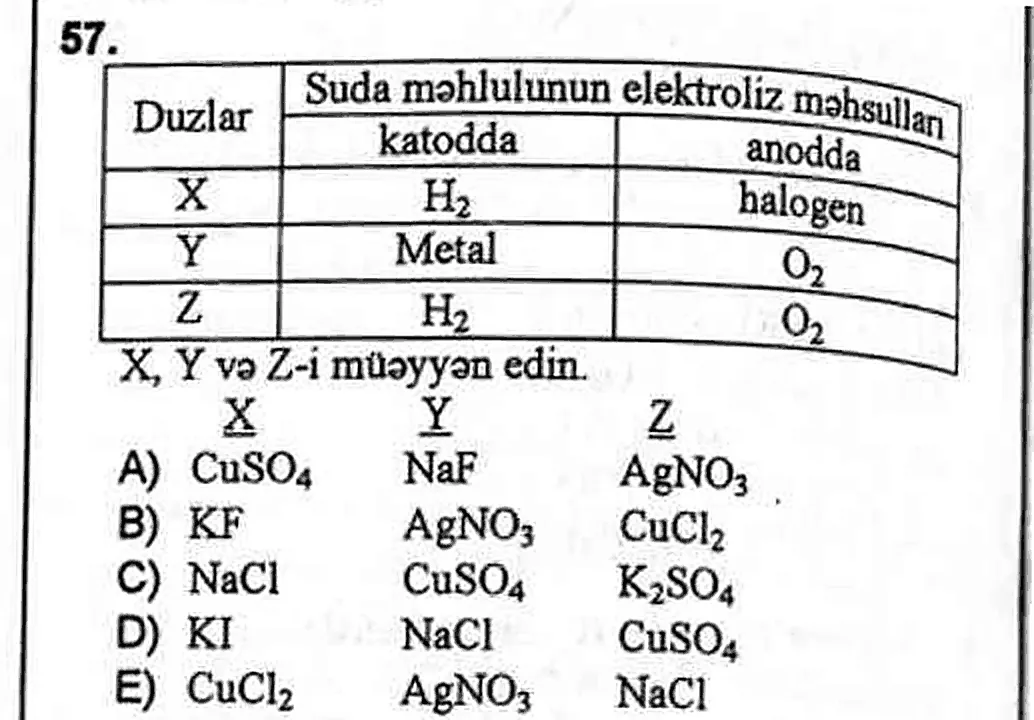 57.
Duzlar Suda məhlulunun elektroliz məhsulları
katodda anodda
X H₂ halogen
Y Metal O₂
Z H₂ O₂
X, Y və Z-i müəyyən edin.
X Y Z
A) CuSO₄ NaF AgNO₃
B) KF AgNO₃ CuCl₂
C) NaCl CuSO₄ K₂SO₄
D) KI NaCl CuSO₄
E) CuCl₂ AgNO₃ NaCl